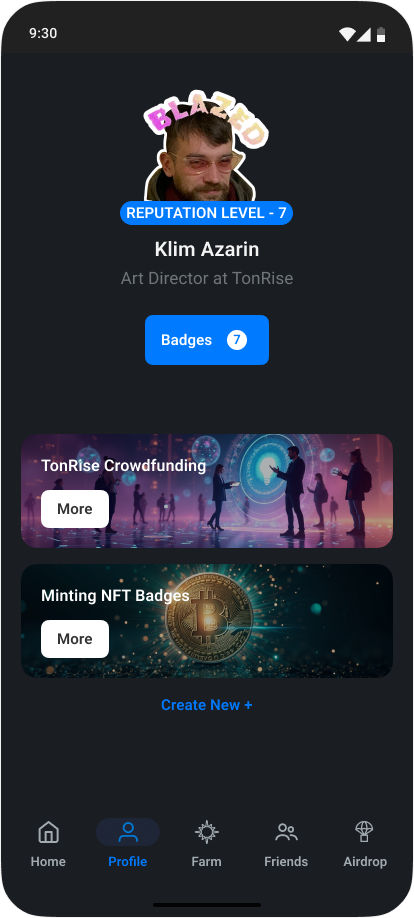 9:30
BLAZED
REPUTATION LEVEL - 7
Klim Azarin
Art Director at TonRise
Badges 7
TonRise Crowdfunding
More
Minting NFT Badges
More
Create New +
Home Profile Farm Friends Airdrop